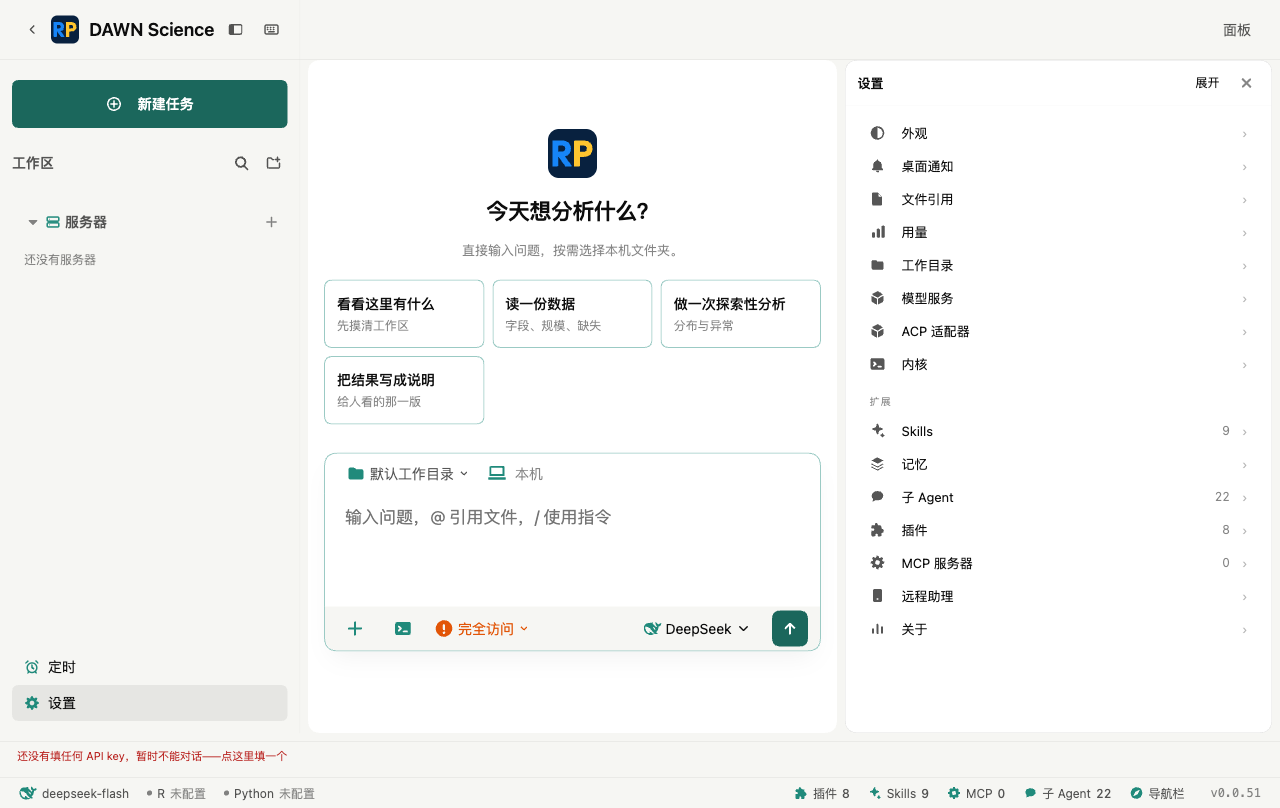 RP DAWN Science
面板
新建任务
工作区
服务器
还没有服务器
定时
设置
RP
今天想分析什么?
直接输入问题，按需选择本机文件夹。
看看这里有什么
先摸清工作区
读一份数据
字段、规模、缺失
做一次探索性分析
分布与异常
把结果写成说明
给人看的那一版
默认工作目录 本机
输入问题，@ 引用文件，/ 使用指令
完全访问 DeepSeek
设置 展开
外观
桌面通知
文件引用
用量
工作目录
模型服务
ACP 适配器
内核
扩展
Skills 9
记忆
子 Agent 22
插件 8
MCP 服务器 0
远程助理
关于
还没有填任何 API key，暂时不能对话——点这里填一个
deepseek-flash R 未配置 Python 未配置 插件 8 Skills 9 MCP 0 子 Agent 22 导航栏 v0.0.51